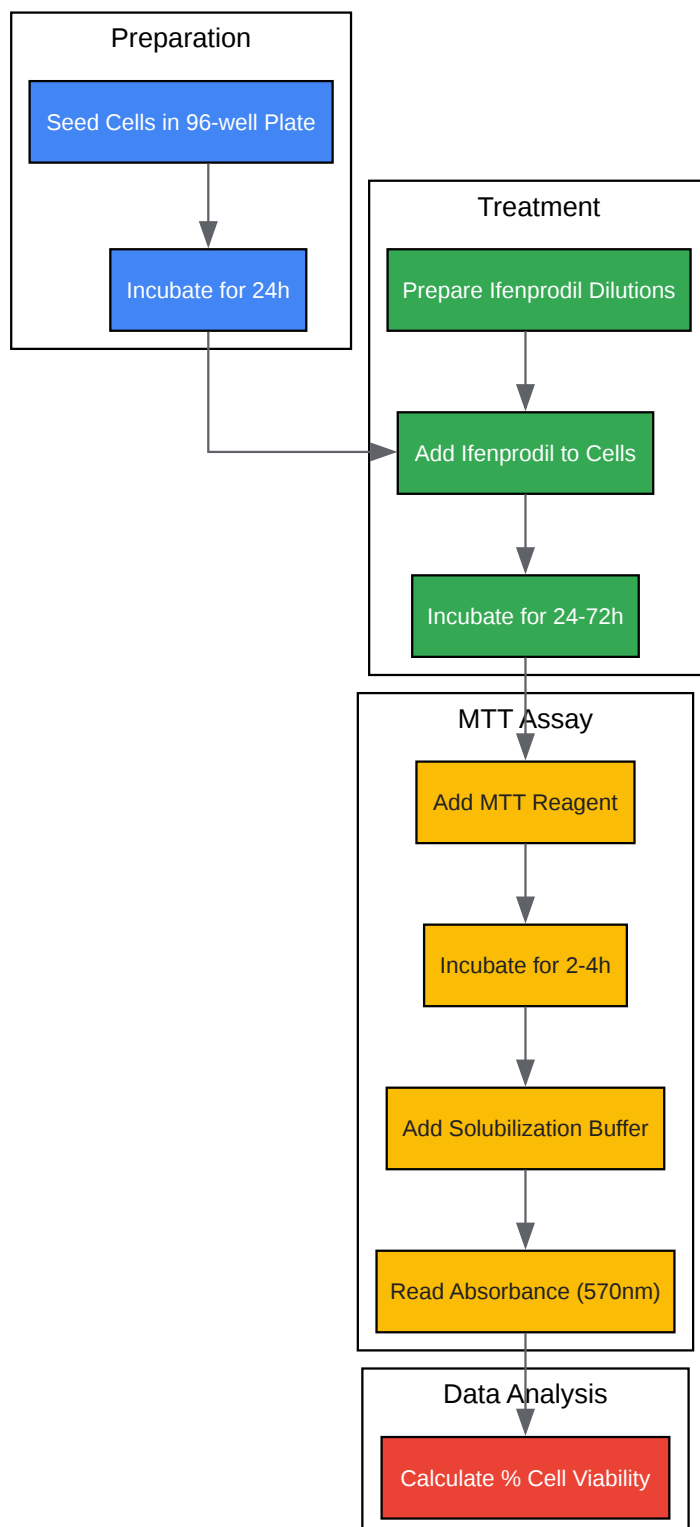 Preparation
Seed Cells in 96-well Plate
Incubate for 24h
Treatment
Prepare Ifenprodil Dilutions
Add Ifenprodil to Cells
Incubate for 24-72h
MTT Assay
Add MTT Reagent
Incubate for 2-4h
Add Solubilization Buffer
Read Absorbance (570nm)
Data Analysis
Calculate % Cell Viability